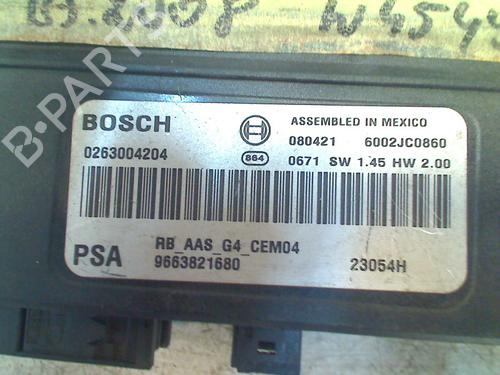 BOSCH
ASSEMBLED IN MEXICO
080421 6002JC0860
0263004204
864
0671 SW 1.45 HW 2.00
PSA
RB_AAS_G4_CEM04
9663821680
23054H
B-PARTS